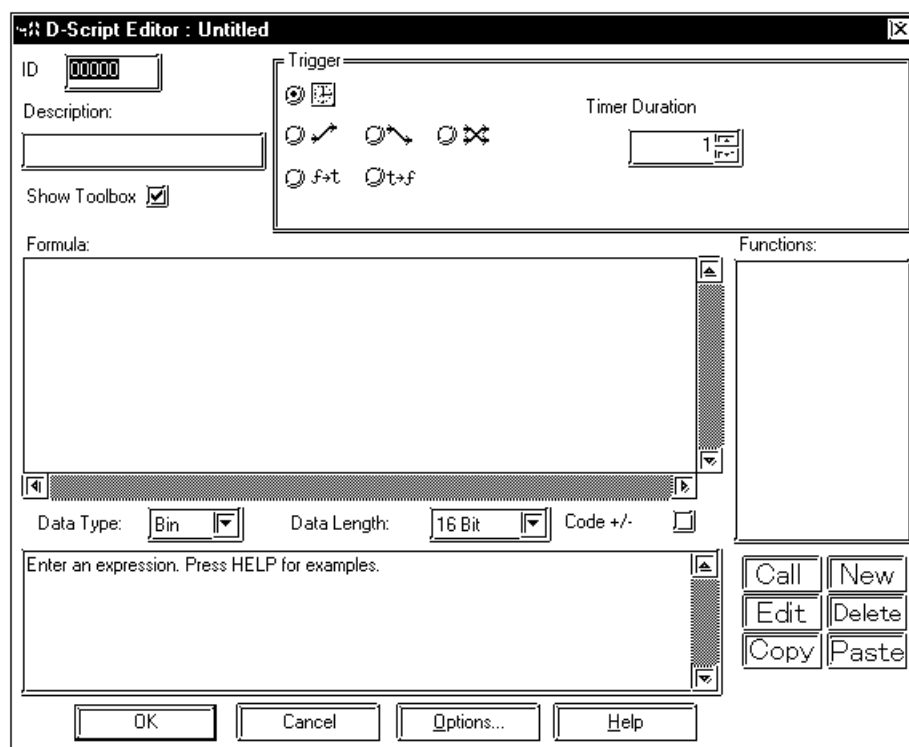 D-Script Editor : Untitled
ID 00000
Trigger
Description:
Timer Duration
1
f→t t→f
Show Toolbox
Formula:
Functions:
Data Type: Bin Data Length: 16 Bit Code +/-
Enter an expression. Press HELP for examples.
Call New
Edit Delete
Copy Paste
OK Cancel Options... Help